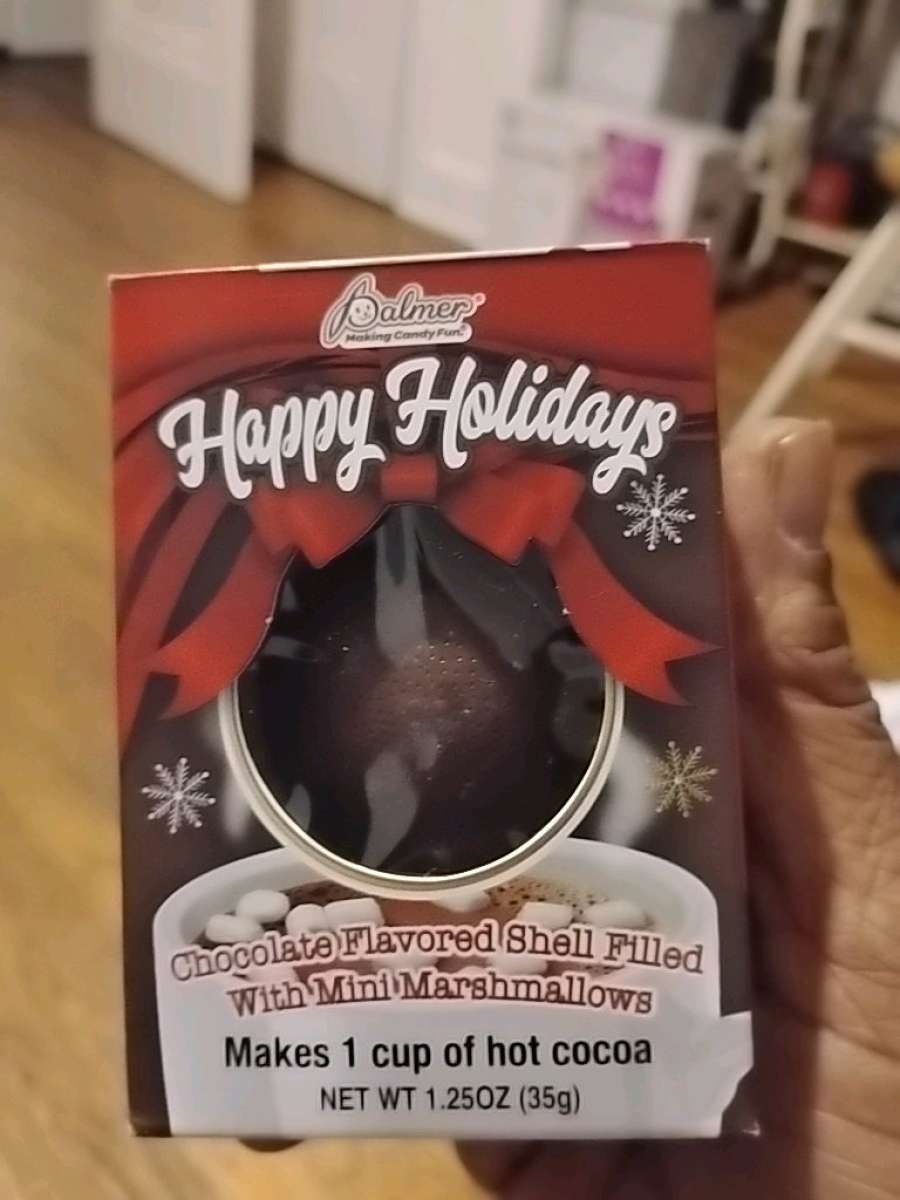 Palmer®
Making Candy Fun.®
Happy Holidays
Chocolate Flavored Shell Filled
With Mini Marshmallows
Makes 1 cup of hot cocoa
NET WT 1.25OZ (35g)